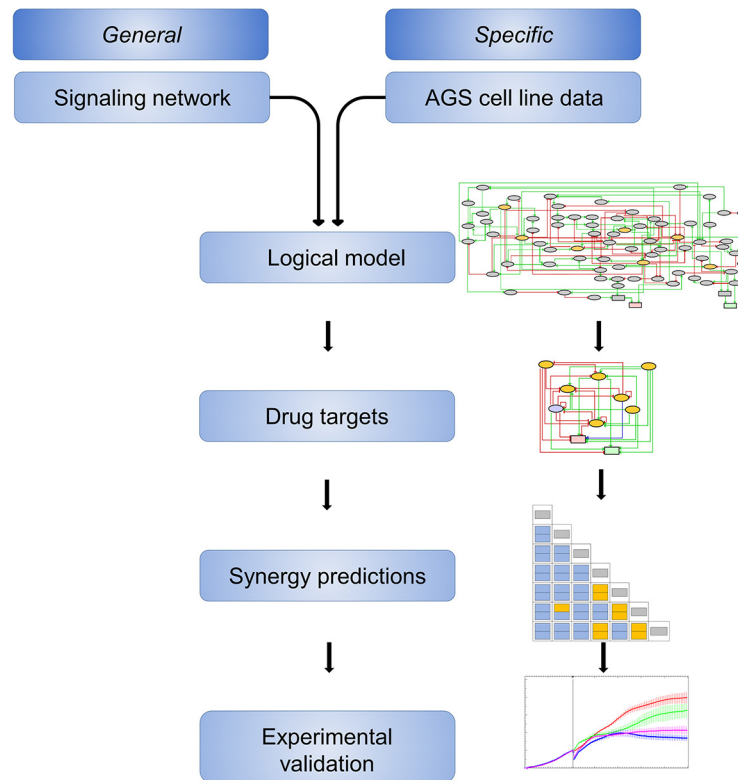 General
Specific
Signaling network
AGS cell line data
Logical model
Drug targets
Synergy predictions
Experimental
validation